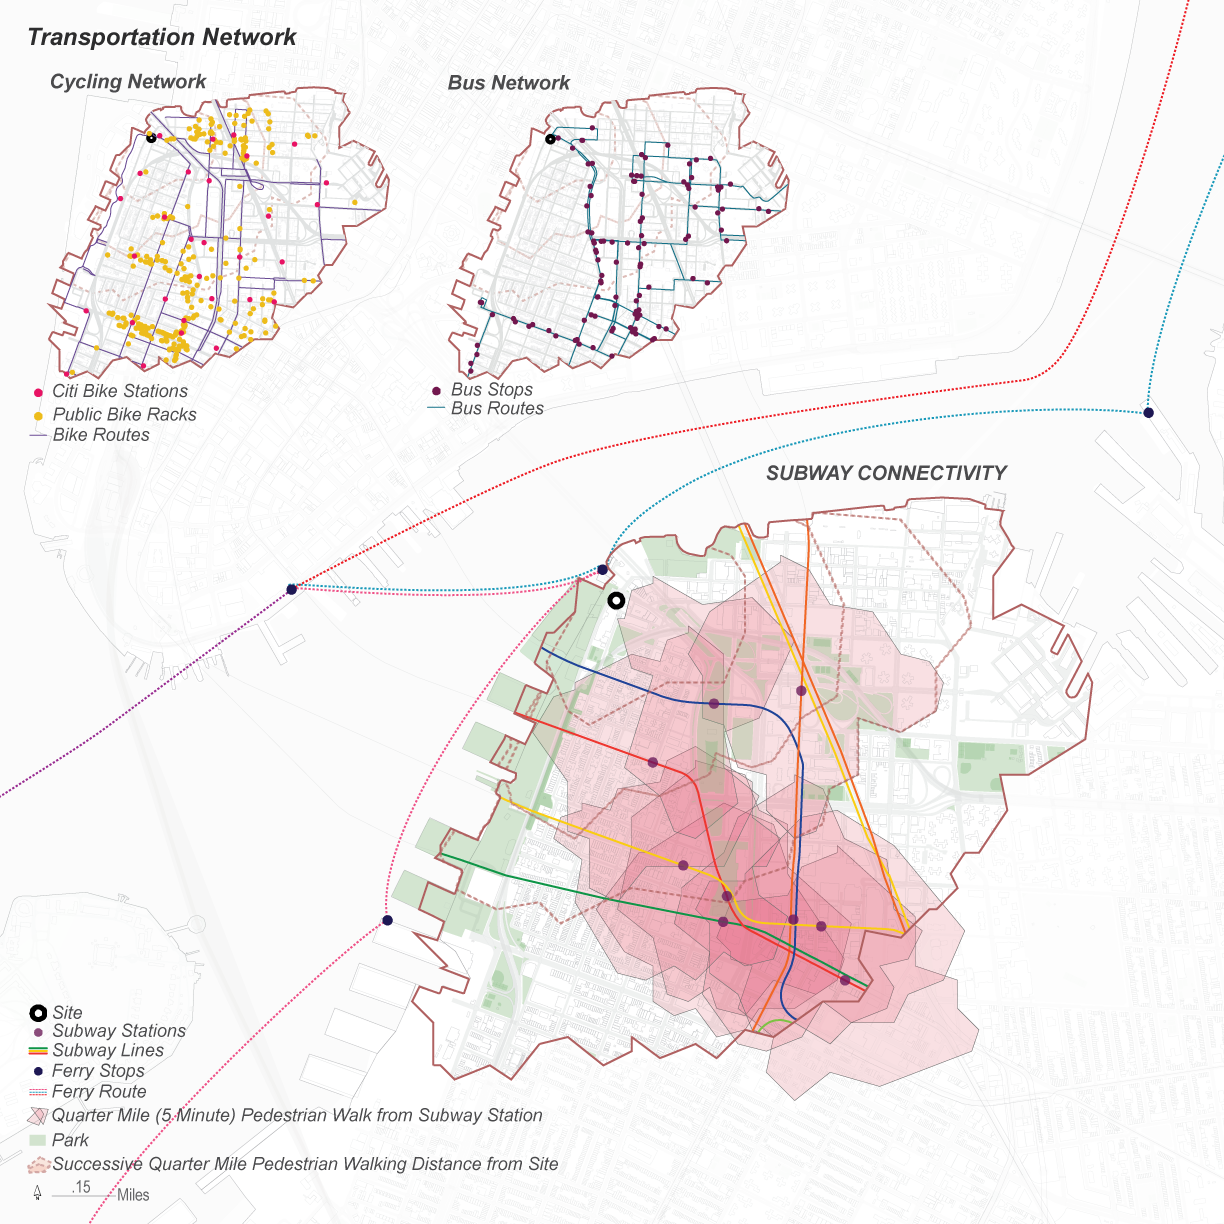 Transportation Network
Cycling Network
Bus Network
Citi Bike Stations
Public Bike Racks
Bike Routes
Bus Stops
Bus Routes
SUBWAY CONNECTIVITY
Site
Subway Stations
Subway Lines
Ferry Stops
Ferry Route
Quarter Mile (5 Minute) Pedestrian Walk from Subway Station
Park
Successive Quarter Mile Pedestrian Walking Distance from Site
.15 Miles